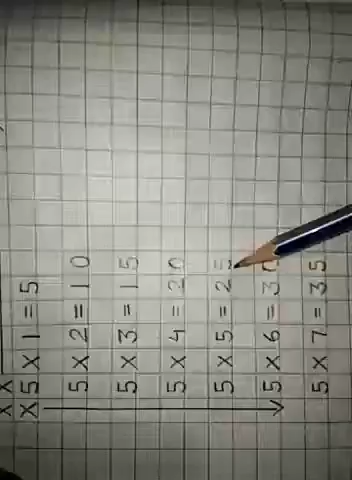 X X
X 5 X 1 = 5
5 X 2 = 10
5 X 3 = 15
5 X 4 = 20
5 X 5 = 25
5 X 6 = 30
5 X 7 = 35